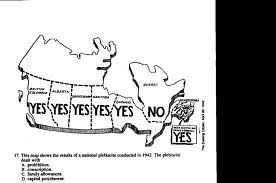 BRITISH
COLUMBIA
ALBERTA
SASKATCHEWAN
MANITOBA
ONTARIO
QUEBEC
YES YES YES YES YES NO
YES
17. This map shows the results of a national plebiscite conducted in 1942. The plebiscite
dealt with
A. prohibition.
B. conscription.
C. family allowances.
D. capital punishment.